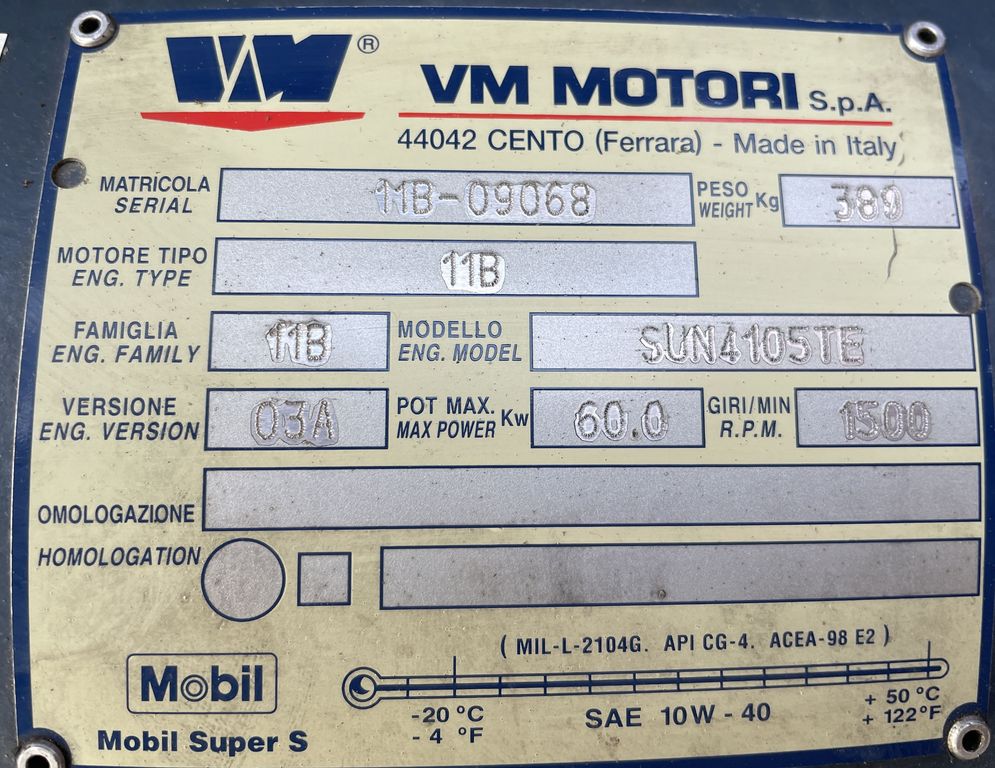 VM®
VM MOTORI S.p.A.
44042 CENTO (Ferrara) - Made in Italy
MATRICOLA
SERIAL
11B-09068
PESO
WEIGHT
Kg
389
MOTORE TIPO
ENG. TYPE
11B
FAMIGLIA
ENG. FAMILY
11B
MODELLO
ENG. MODEL
SUN4105TE
VERSIONE
ENG. VERSION
03A
POT MAX.
MAX POWER
Kw
60.0
GIRI/MIN
R.P.M.
1500
OMOLOGAZIONE
HOMOLOGATION
( MIL-L-2104G. API CG-4. ACEA-98 E2 )
Mobil
Mobil Super S
-20 °C
- 4 °F
SAE 10W - 40
+ 50 °C
+ 122°F